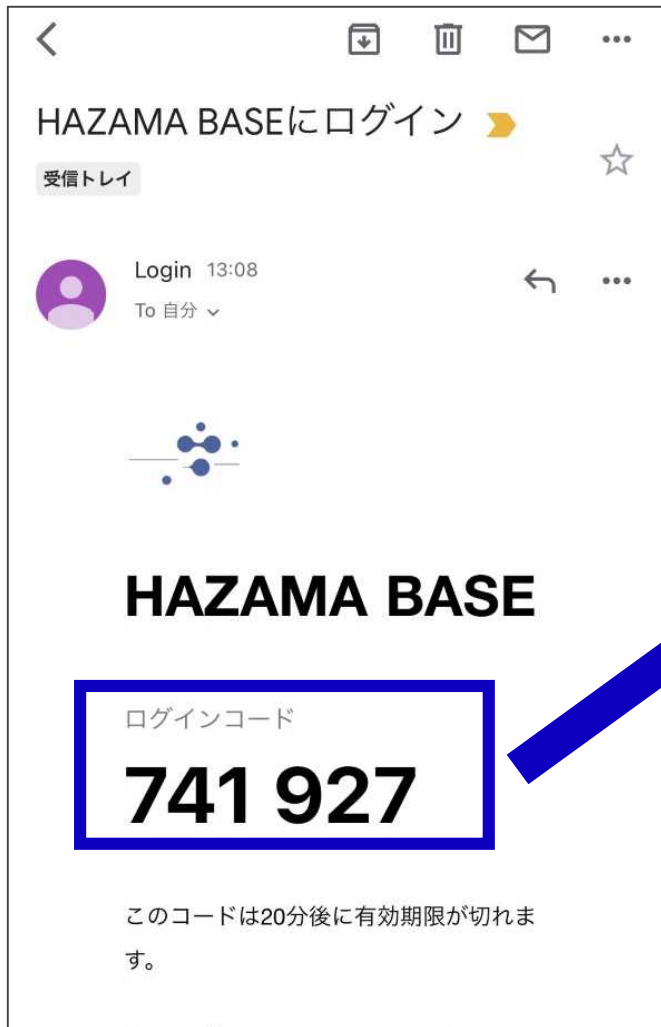 HAZAMA BASEにログイン
受信トレイ
Login 13:08
To 自分
HAZAMA BASE
ログインコード
741 927
このコードは20分後に有効期限が切れま
す。